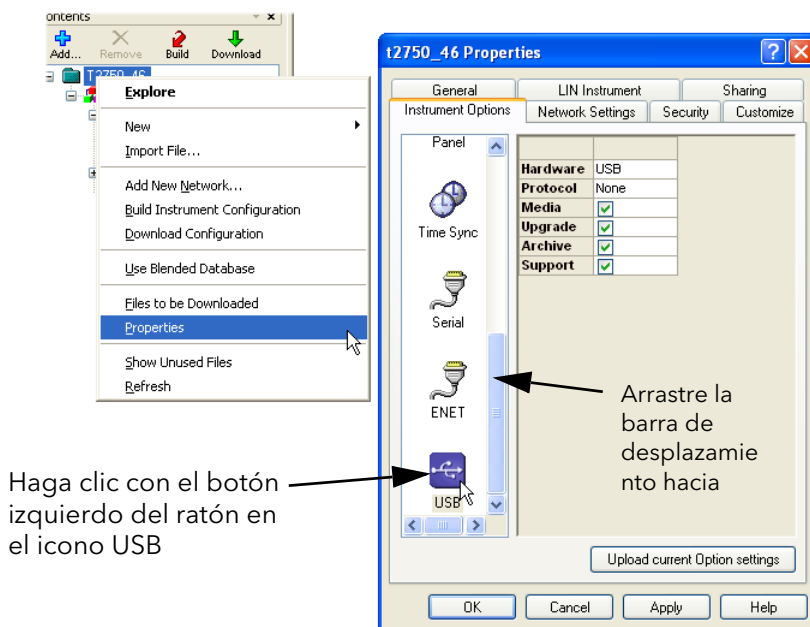 ontents
Add... Remove Build Download
T2750_46
Explore
New
Import File...
Add New Network...
Build Instrument Configuration
Download Configuration
Use Blended Database
Files to be Downloaded
Properties
Show Unused Files
Refresh
t2750_46 Properties
General LIN Instrument Sharing
Instrument Options Network Settings Security Customize
Panel
Time Sync
Serial
ENET
USB
Hardware USB
Protocol None
Media
Upgrade
Archive
Support
Arrastre la
barra de
desplazamie
nto hacia
Haga clic con el botón
izquierdo del ratón en
el icono USB
Upload current Option settings
OK Cancel Apply Help